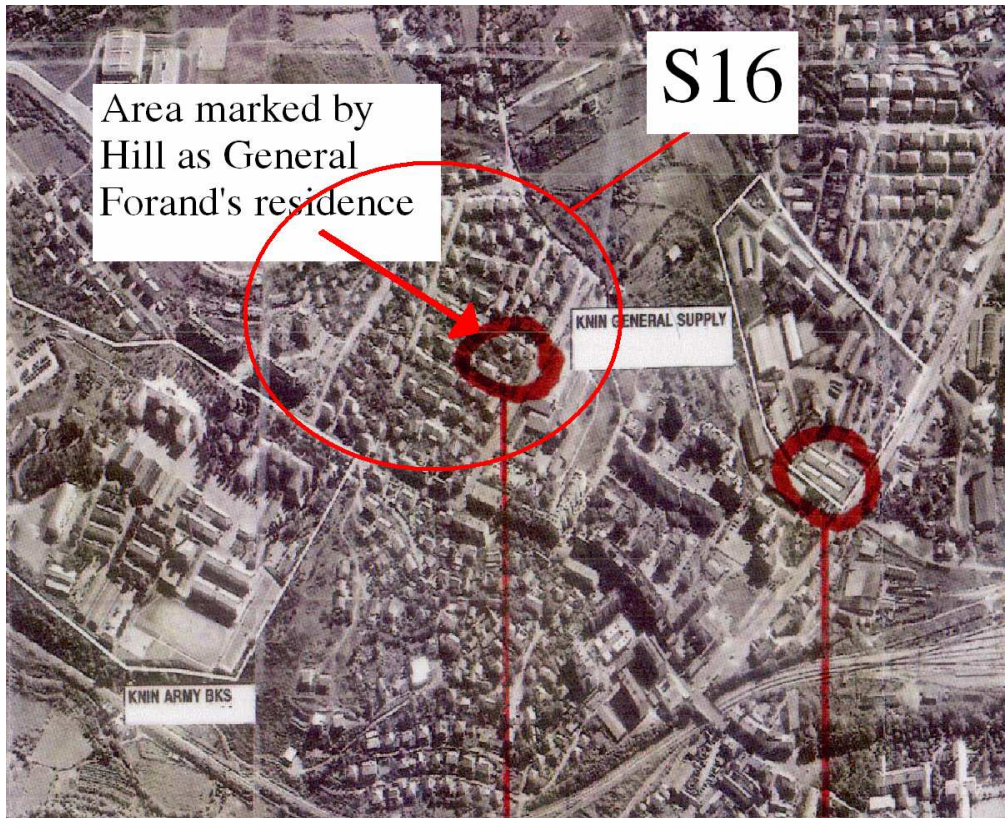 S16
Area marked by
Hill as General
Forand's residence
KNIN GENERAL SUPPLY
KNIN ARMY BKS